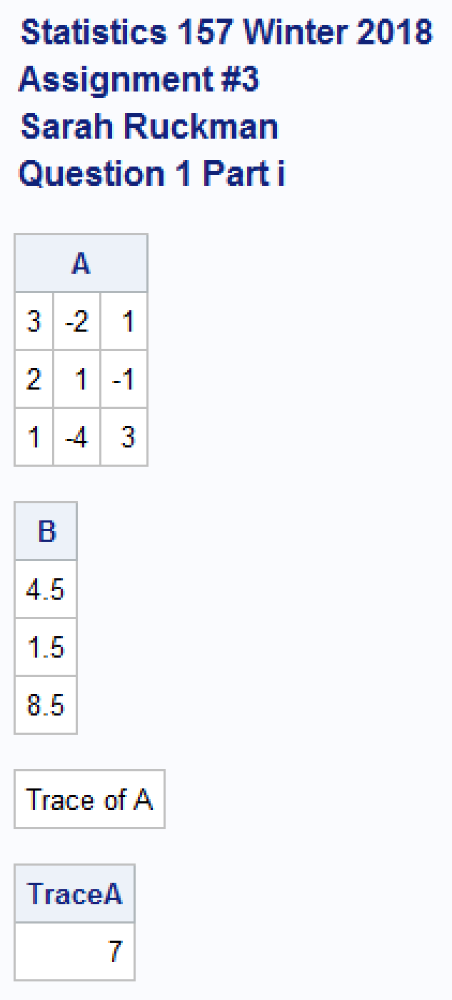 Statistics 157 Winter 2018
Assignment #3
Sarah Ruckman
Question 1 Part i
A
3 -2 1
2 1 -1
1 -4 3
B
4.5
1.5
8.5
Trace of A
TraceA
7